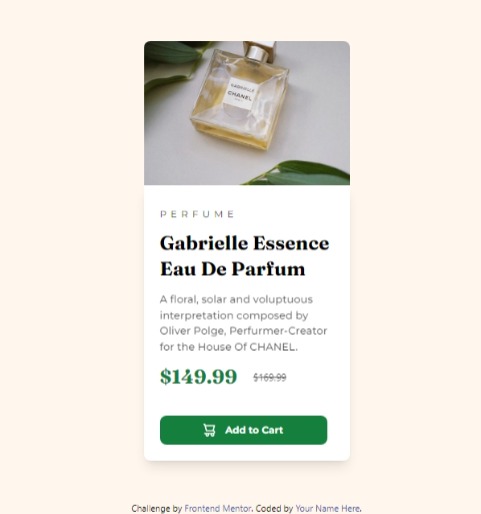 GABRIELLE
CHANEL
PERFUME
Gabrielle Essence
Eau De Parfum
A floral, solar and voluptuous
interpretation composed by
Oliver Polge, Perfurmer-Creator
for the House Of CHANEL.
$149.99 $169.99
Add to Cart
Challenge by Frontend Mentor. Coded by Your Name Here.